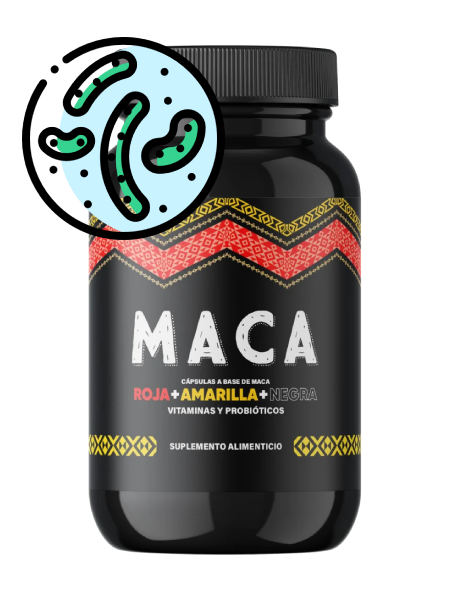 MACA
CÁPSULAS A BASE DE MACA
ROJA+AMARILLA+NEGRA
VITAMINAS Y PROBIÓTICOS
SUPLEMENTO ALIMENTICIO